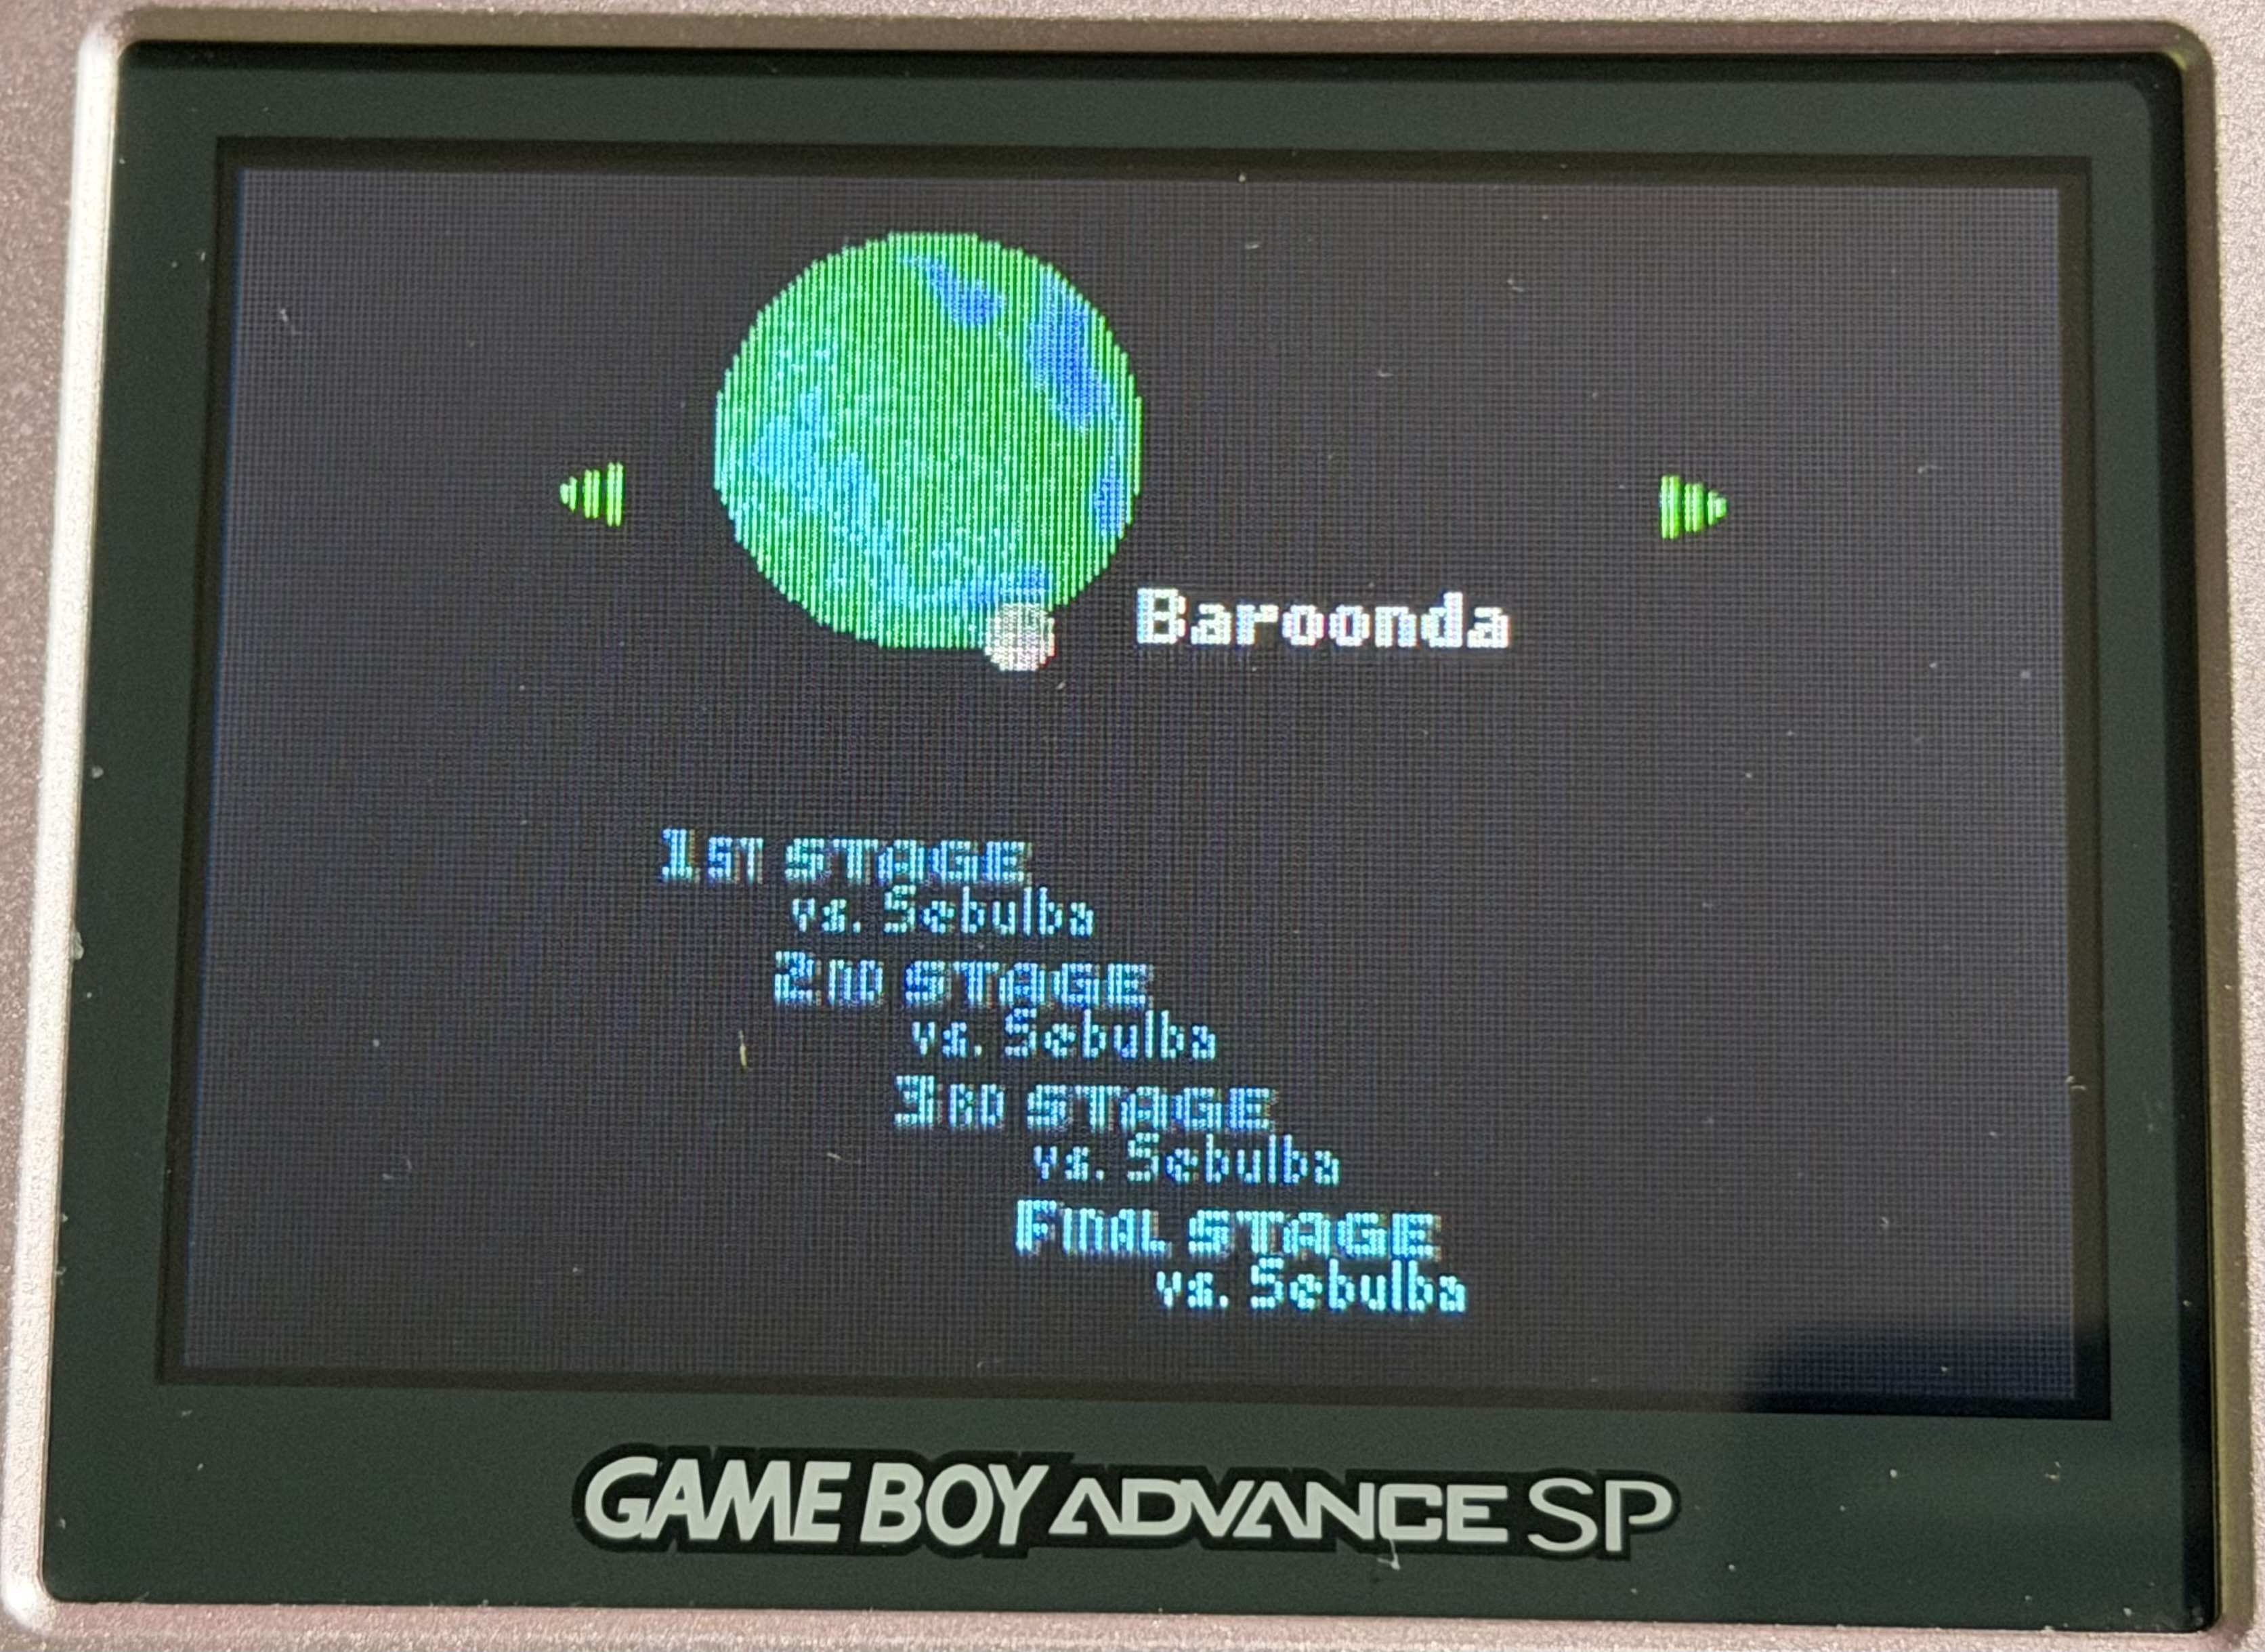 Baroonda
1ST STAGE
vs. Sebulba
2ND STAGE
vs. Sebulba
3RD STAGE
vs. Sebulba
FINAL STAGE
vs. Sebulba
GAME BOY ADVANCE SP